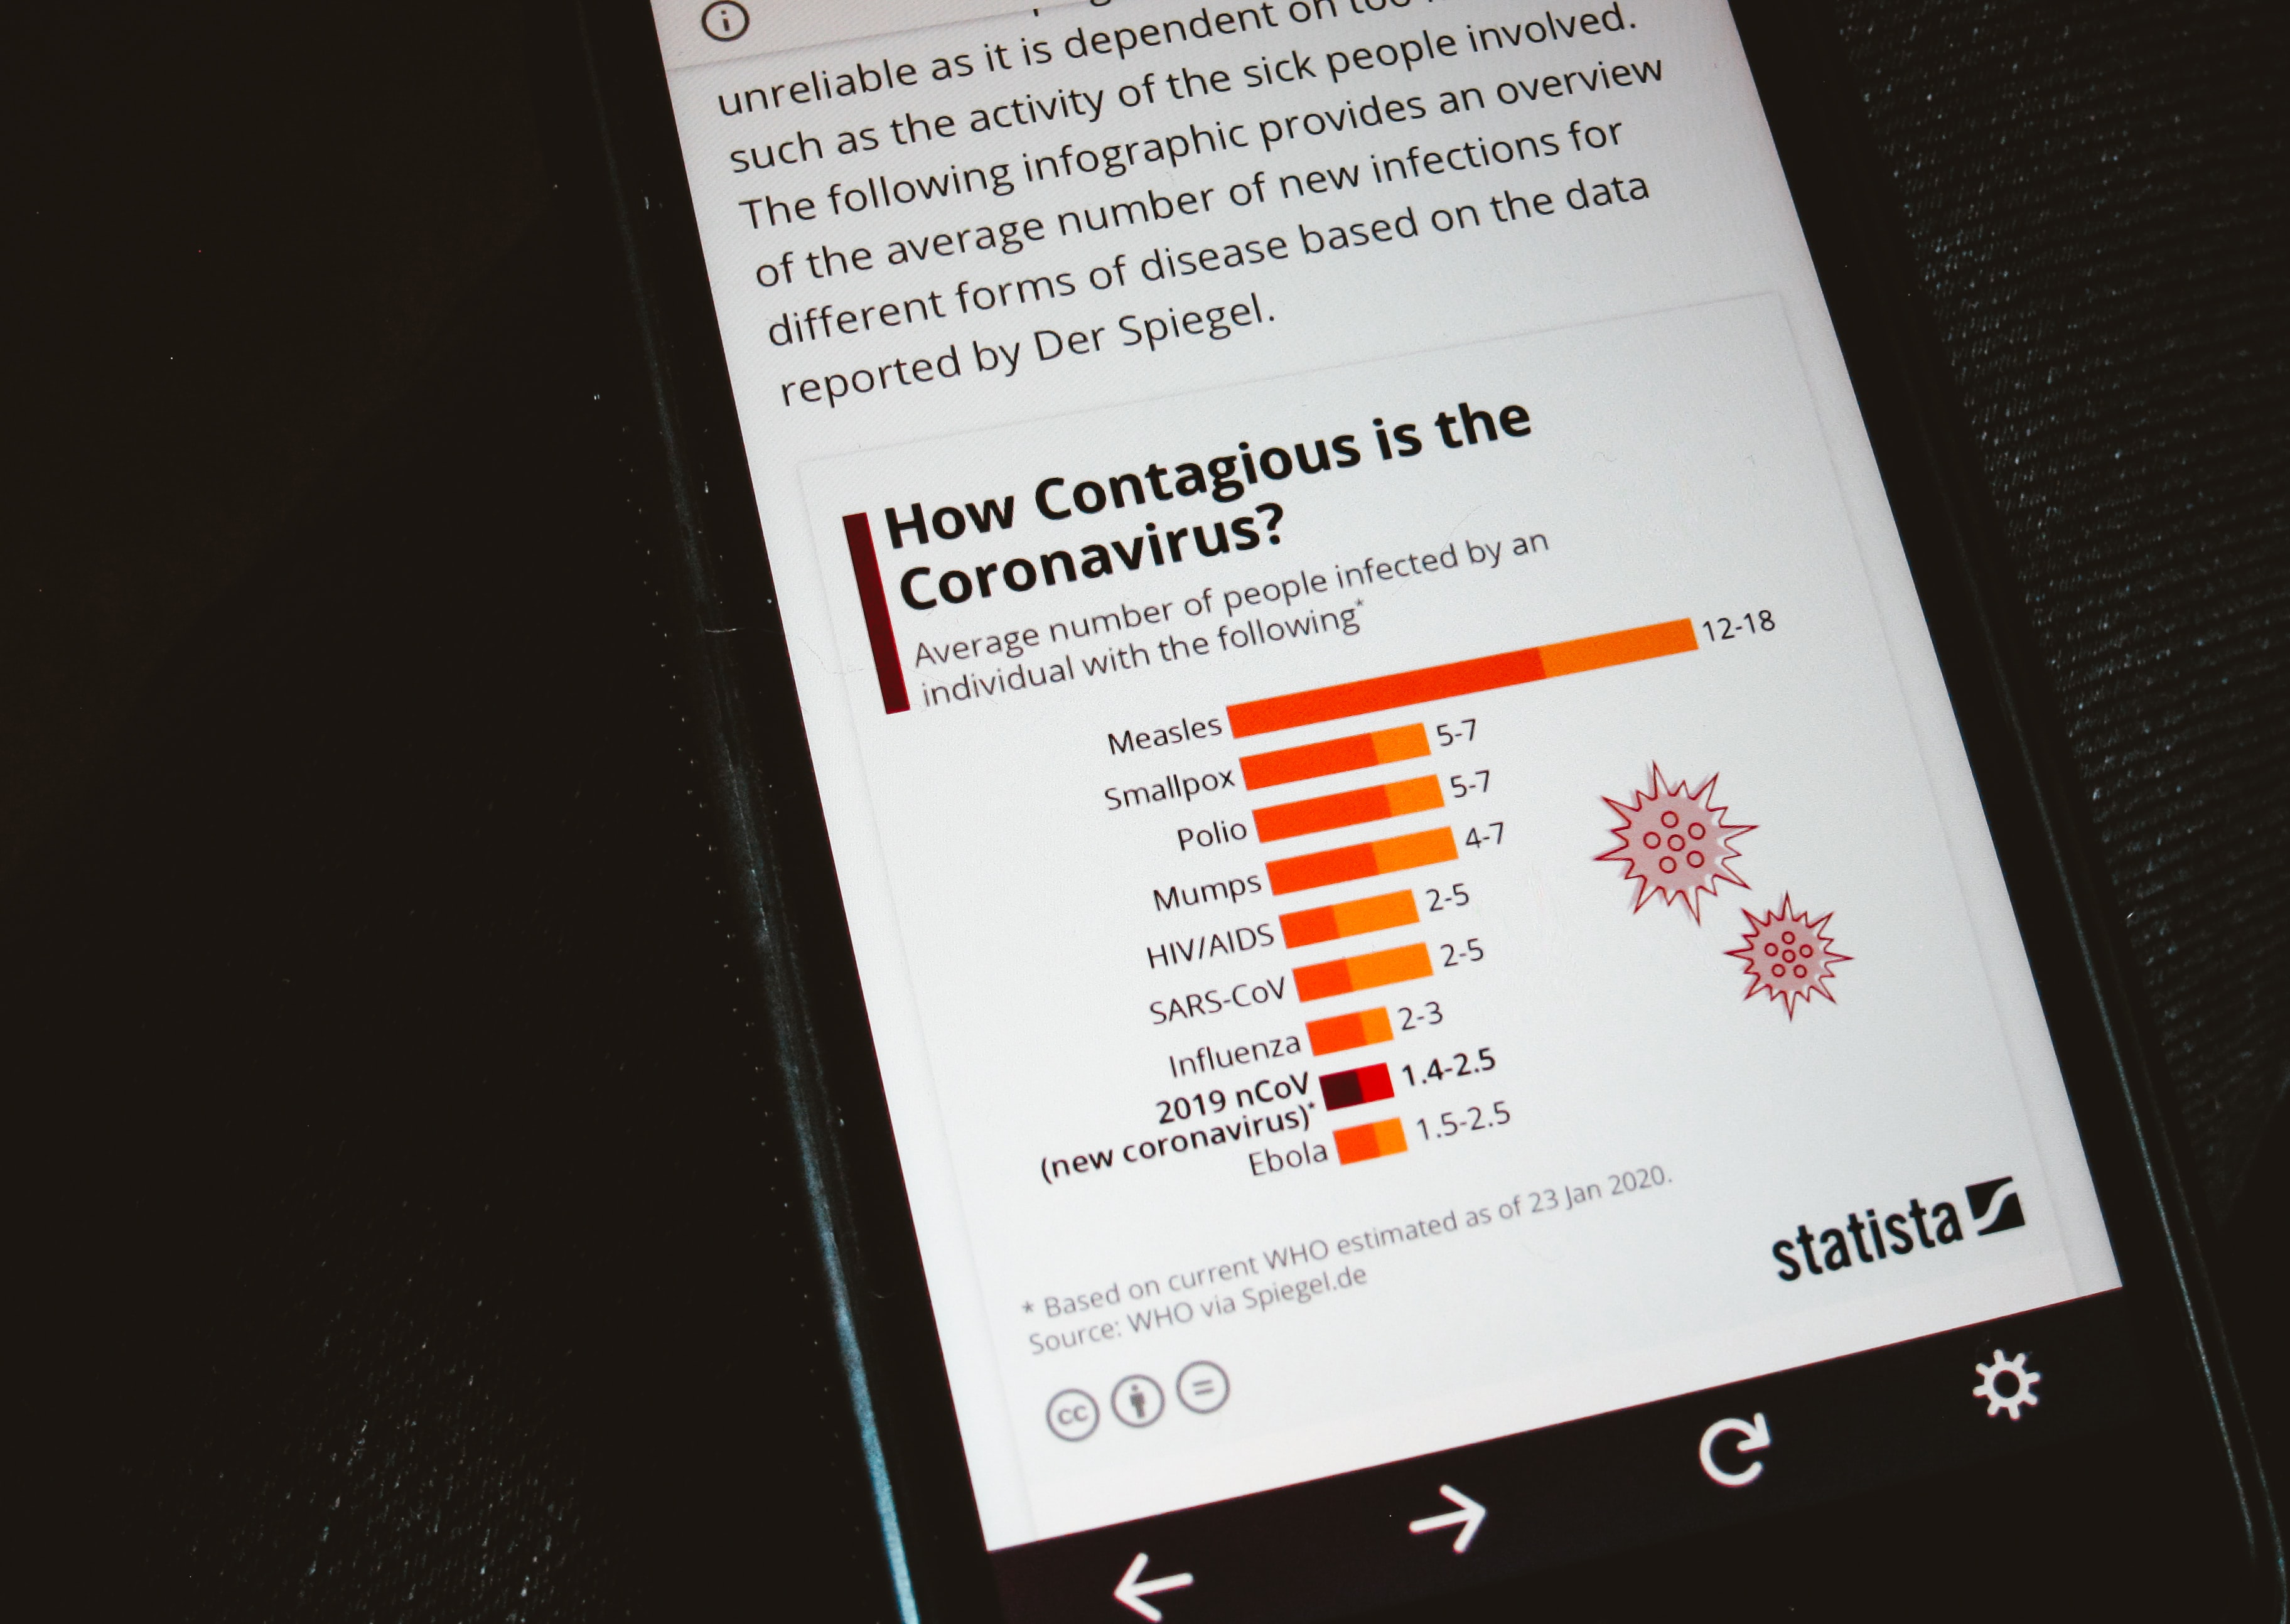 unreliable as it is dependent on
such as the activity of the sick people involved.
The following infographic provides an overview
of the average number of new infections for
different forms of disease based on the data
reported by Der Spiegel.
How Contagious is the
Coronavirus?
Average number of people infected by an
individual with the following*
Measles 12-18
Smallpox 5-7
Polio 5-7
Mumps 4-7
HIV/AIDS 2-5
SARS-CoV 2-5
Influenza 2-3
2019 nCoV
(new coronavirus)* 1.4-2.5
Ebola 1.5-2.5
* Based on current WHO estimated as of 23 Jan 2020.
Source: WHO via Spiegel.de
statista
cc